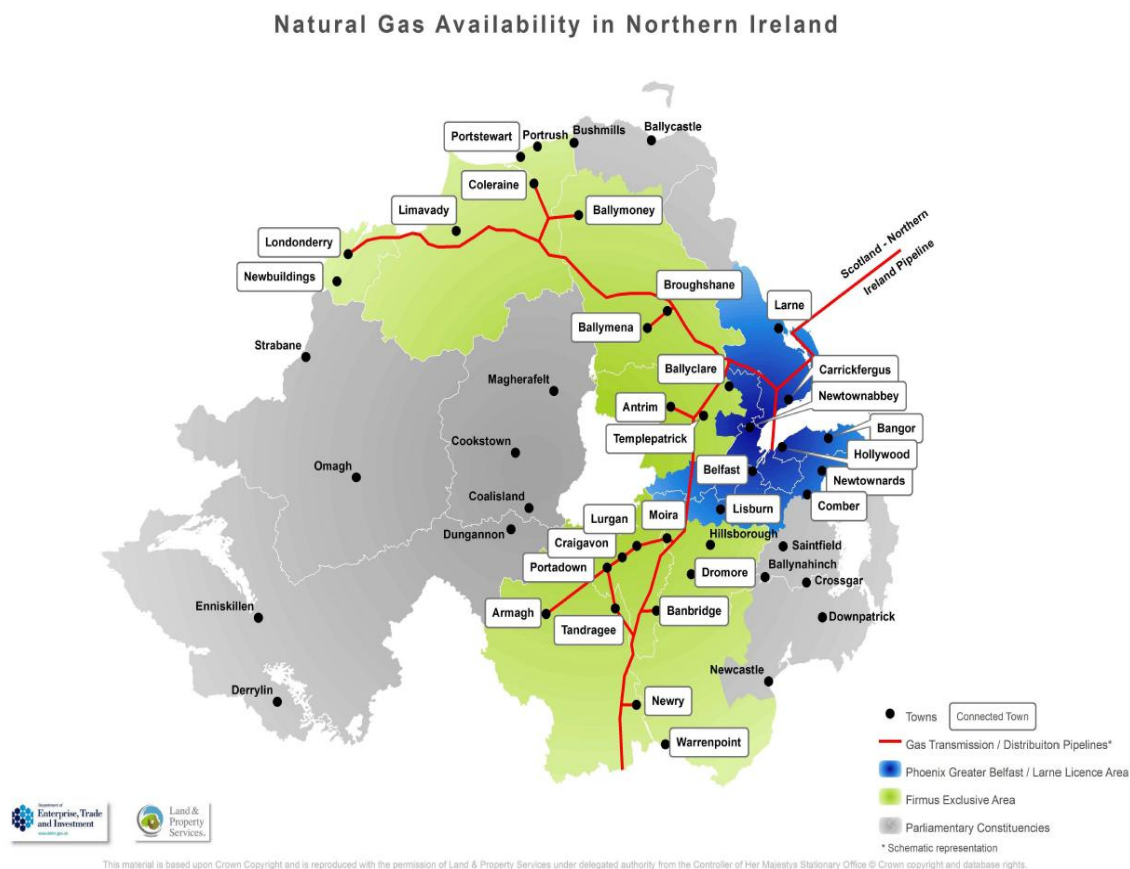 Natural Gas Availability in Northern Ireland
Portstewart
Portrush
Bushmills
Ballycastle
Coleraine
Limavady
Ballymoney
Londonderry
Newbuildings
Scotland - Northern
Ireland Pipeline
Broughshane
Larne
Ballymena
Strabane
Ballyclare
Carrickfergus
Magherafelt
Newtownabbey
Antrim
Templepatrick
Bangor
Cookstown
Hollywood
Omagh
Belfast
Newtownards
Coalisland
Lisburn
Comber
Lurgan
Moira
Dungannon
Craigavon
Hillsborough
Saintfield
Portadown
Ballynahinch
Dromore
Crossgar
Enniskillen
Armagh
Banbridge
Downpatrick
Tandragee
Newcastle
Derrylin
Newry
Warrenpoint
Towns
Connected Town
Gas Transmission / Distribuiton Pipelines*
Phoenix Greater Belfast / Larne Licence Area
Firmus Exclusive Area
Parliamentary Constituencies
* Schematic representation
Department of
Enterprise, Trade
and Investment
www.detini.gov.uk
Land &
Property
Services.
This material is based upon Crown Copyright and is reproduced with the permission of Land & Property Services under delegated authority from the Controller of Her Majestys Stationary Office © Crown copyright and database rights.